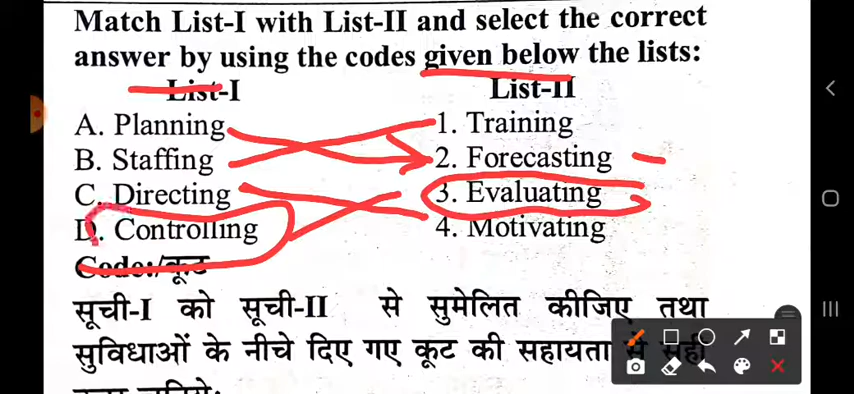 Match List-I with List-II and select the correct
answer by using the codes given below the lists:
List-I List-II
A. Planning 1. Training
B. Staffing 2. Forecasting
C. Directing 3. Evaluating
D. Controlling 4. Motivating
Code:/कूट
सूची-I को सूची-II से सुमेलित कीजिए तथा
सुविधाओं के नीचे दिए गए कूट की सहायता से सही